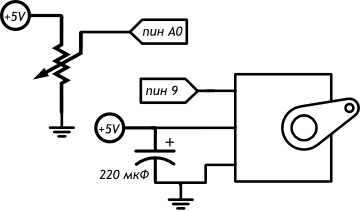 +5V
пин A0
пин 9
+5V
+
220 мкФ